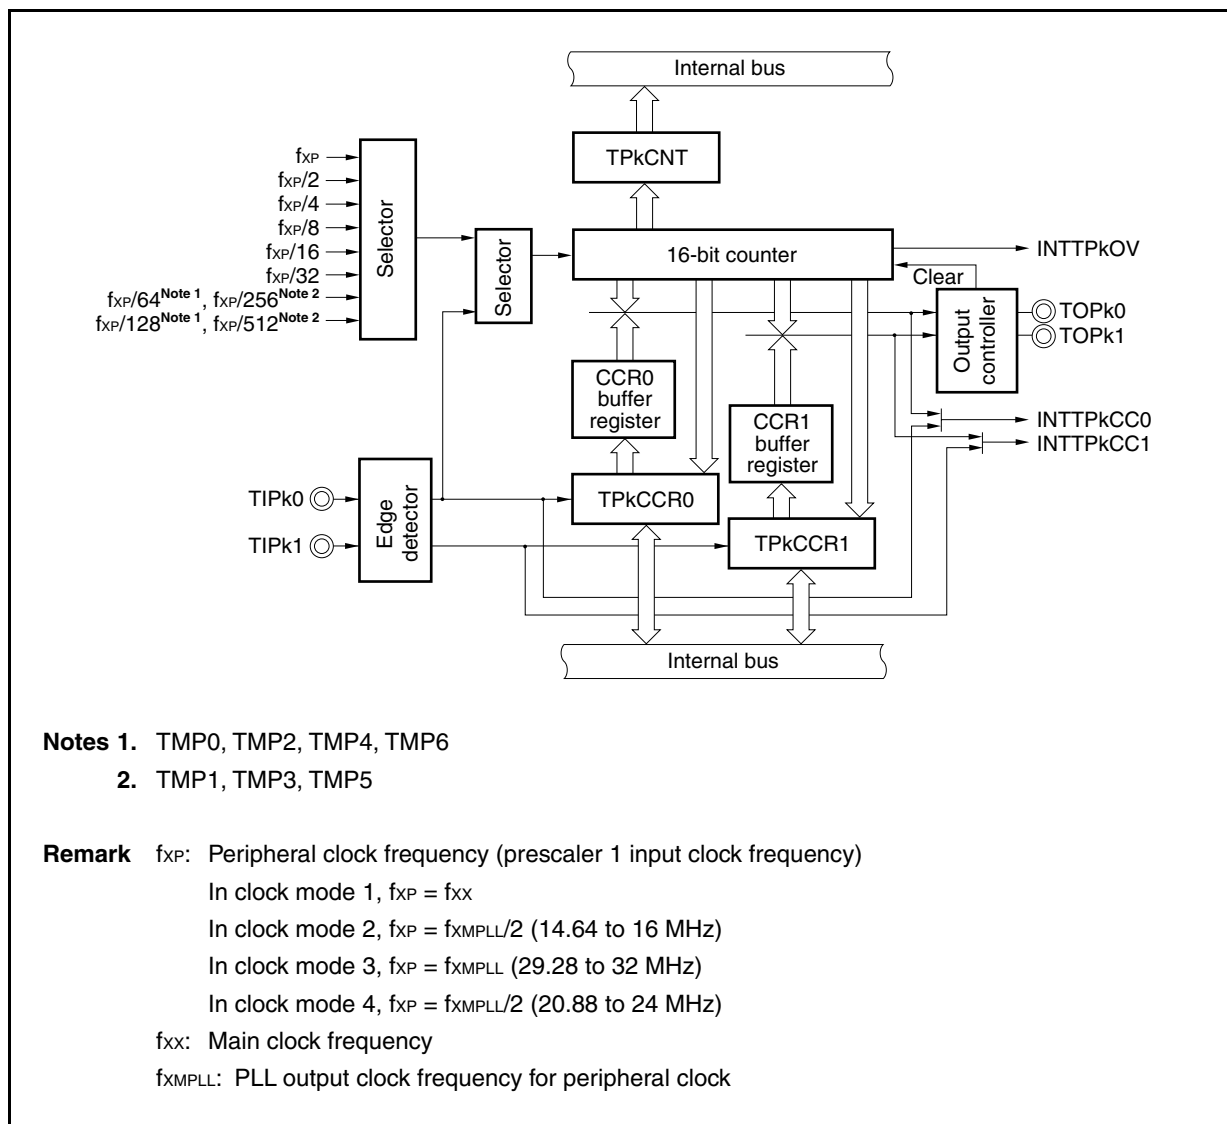 Internal bus
TPkCNT
fXP
fXP/2
fXP/4
fXP/8
fXP/16
fXP/32
fXP/64Note 1, fXP/256Note 2
fXP/128Note 1, fXP/512Note 2
Selector
Selector
16-bit counter
INTTPkOV
Clear
Output
controller
TOPk0
TOPk1
CCR0
buffer
register
CCR1
buffer
register
INTTPkCC0
INTTPkCC1
TIPk0
TIPk1
Edge
detector
TPkCCR0
TPkCCR1
Internal bus
Notes 1. TMP0, TMP2, TMP4, TMP6
2. TMP1, TMP3, TMP5
Remark fXP: Peripheral clock frequency (prescaler 1 input clock frequency)
In clock mode 1, fXP = fXX
In clock mode 2, fXP = fXMPLL/2 (14.64 to 16 MHz)
In clock mode 3, fXP = fXMPLL (29.28 to 32 MHz)
In clock mode 4, fXP = fXMPLL/2 (20.88 to 24 MHz)
fXX: Main clock frequency
fXMPLL: PLL output clock frequency for peripheral clock